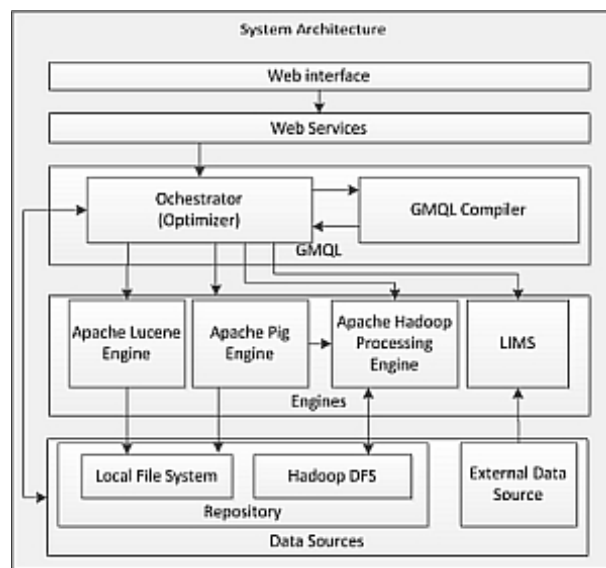 System Architecture
Web interface
Web Services
Ochestrator
(Optimizer)
GMQL Compiler
GMQL
Apache Lucene
Engine
Apache Pig
Engine
Apache Hadoop
Processing
Engine
LIMS
Engines
Local File System
Hadoop DFS
Repository
External Data
Source
Data Sources